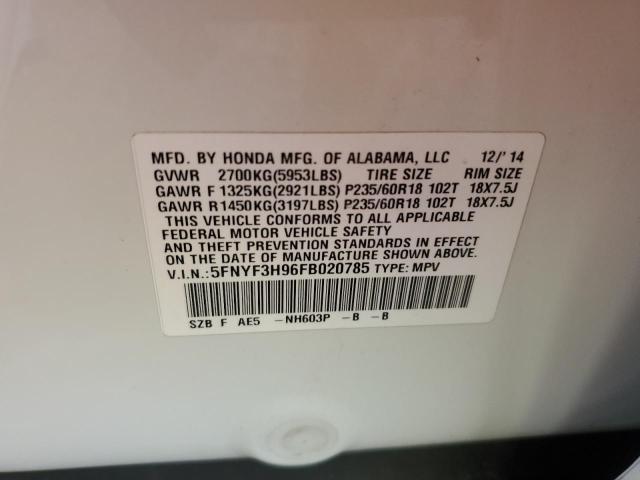 MFD. BY HONDA MFG. OF ALABAMA, LLC 12/'14
GVWR 2700KG(5953LBS) TIRE SIZE RIM SIZE
GAWR F 1325KG(2921LBS) P235/60R18 102T 18X7.5J
GAWR R 1450KG(3197LBS) P235/60R18 102T 18X7.5J
THIS VEHICLE CONFORMS TO ALL APPLICABLE
FEDERAL MOTOR VEHICLE SAFETY
AND THEFT PREVENTION STANDARDS IN EFFECT
ON THE DATE OF MANUFACTURE SHOWN ABOVE.
V.I.N.: 5FNYF3H96FB020785 TYPE: MPV
SZB F AE5 -NH603P -B -B